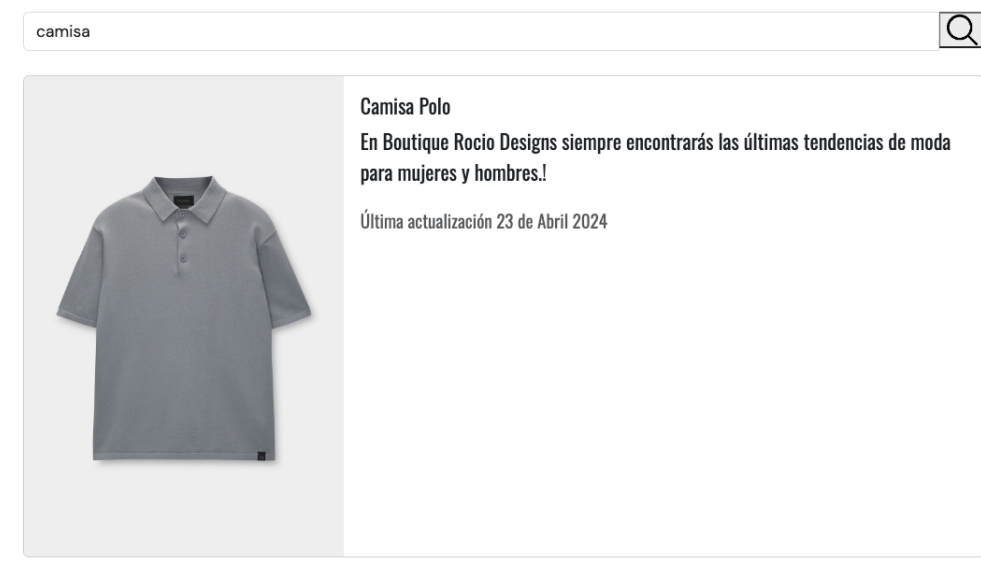 camisa
Camisa Polo
En Boutique Rocio Designs siempre encontrarás las últimas tendencias de moda
para mujeres y hombres.!
Última actualización 23 de Abril 2024